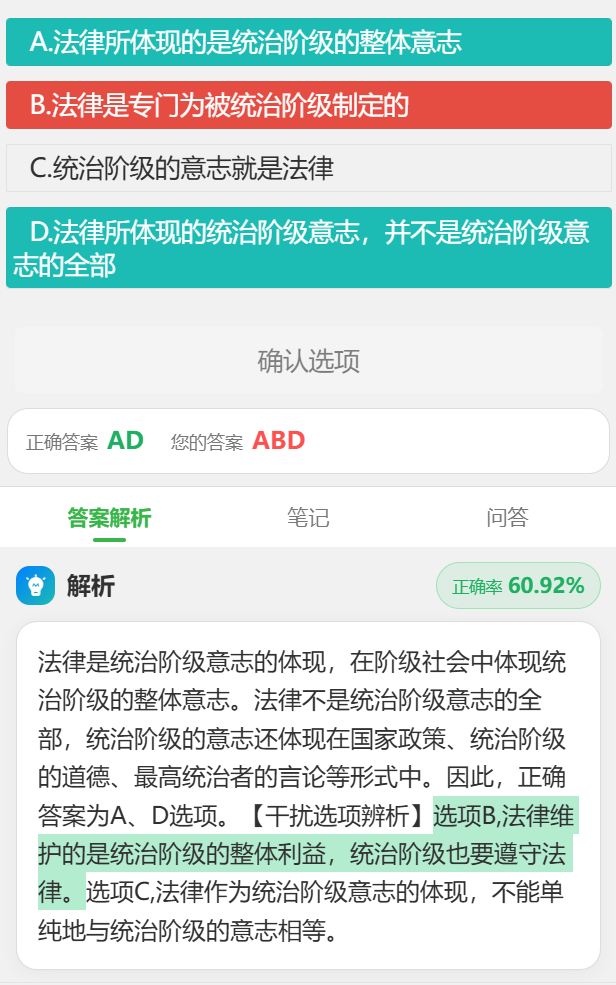 A.法律所体现的是统治阶级的整体意志
B.法律是专门为被统治阶级制定的
C.统治阶级的意志就是法律
D.法律所体现的统治阶级意志，并不是统治阶级意
志的全部
确认选项
正确答案 AD 您的答案 ABD
答案解析 笔记 问答
解析 正确率 60.92%
法律是统治阶级意志的体现，在阶级社会中体现统
治阶级的整体意志。法律不是统治阶级意志的全
部，统治阶级的意志还体现在国家政策、统治阶级
的道德、最高统治者的言论等形式中。因此，正确
答案为A、D选项。【干扰选项辨析】选项B,法律维
护的是统治阶级的整体利益，统治阶级也要遵守法
律。选项C,法律作为统治阶级意志的体现，不能单
纯地与统治阶级的意志相等。